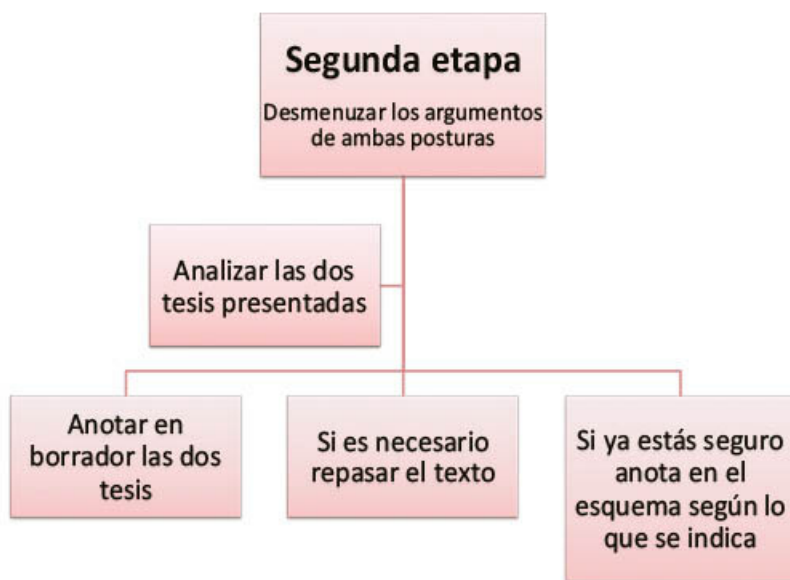 Segunda etapa
Desmenuzar los argumentos
de ambas posturas
Analizar las dos
tesis presentadas
Anotar en
borrador las dos
tesis
Si es necesario
repasar el texto
Si ya estás seguro
anota en el
esquema según lo
que se indica